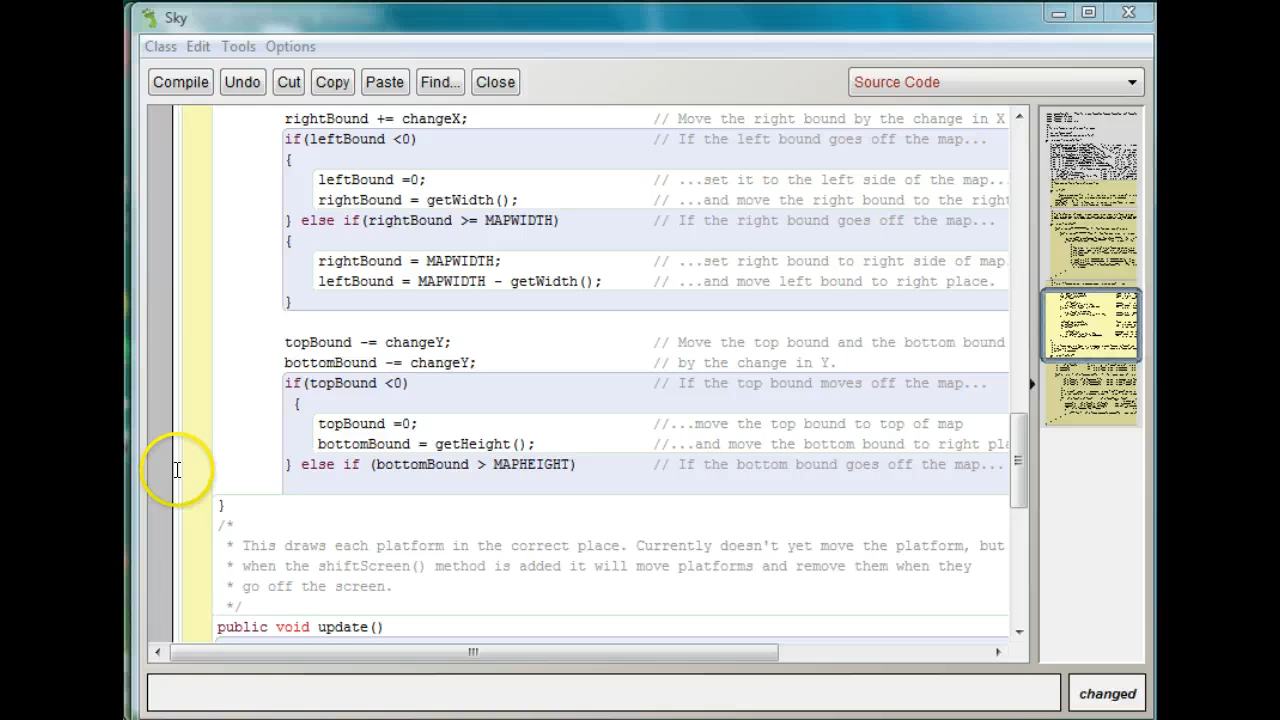 Sky
Class Edit Tools Options
Compile Undo Cut Copy Paste Find... Close Source Code
rightBound += changeX; // Move the right bound by the change in X
if(leftBound <0) // If the left bound goes off the map...
{
leftBound =0; // ...set it to the left side of the map...
rightBound = getWidth(); // ...and move the right bound to the right
} else if(rightBound >= MAPWIDTH) // If the right bound goes off the map...
{
rightBound = MAPWIDTH; // ...set right bound to right side of map.
leftBound = MAPWIDTH - getWidth(); // ...and move left bound to right place.
}
topBound -= changeY; // Move the top bound and the bottom bound
bottomBound -= changeY; // by the change in Y.
if(topBound <0) // If the top bound moves off the map...
{
topBound =0; //...move the top bound to top of map
bottomBound = getHeight(); //...and move the bottom bound to right pla
} else if (bottomBound > MAPHEIGHT) // If the bottom bound goes off the map...
}
/*
* This draws each platform in the correct place. Currently doesn't yet move the platform, but
* when the shiftScreen() method is added it will move platforms and remove them when they
* go off the screen.
*/
public void update()
changed